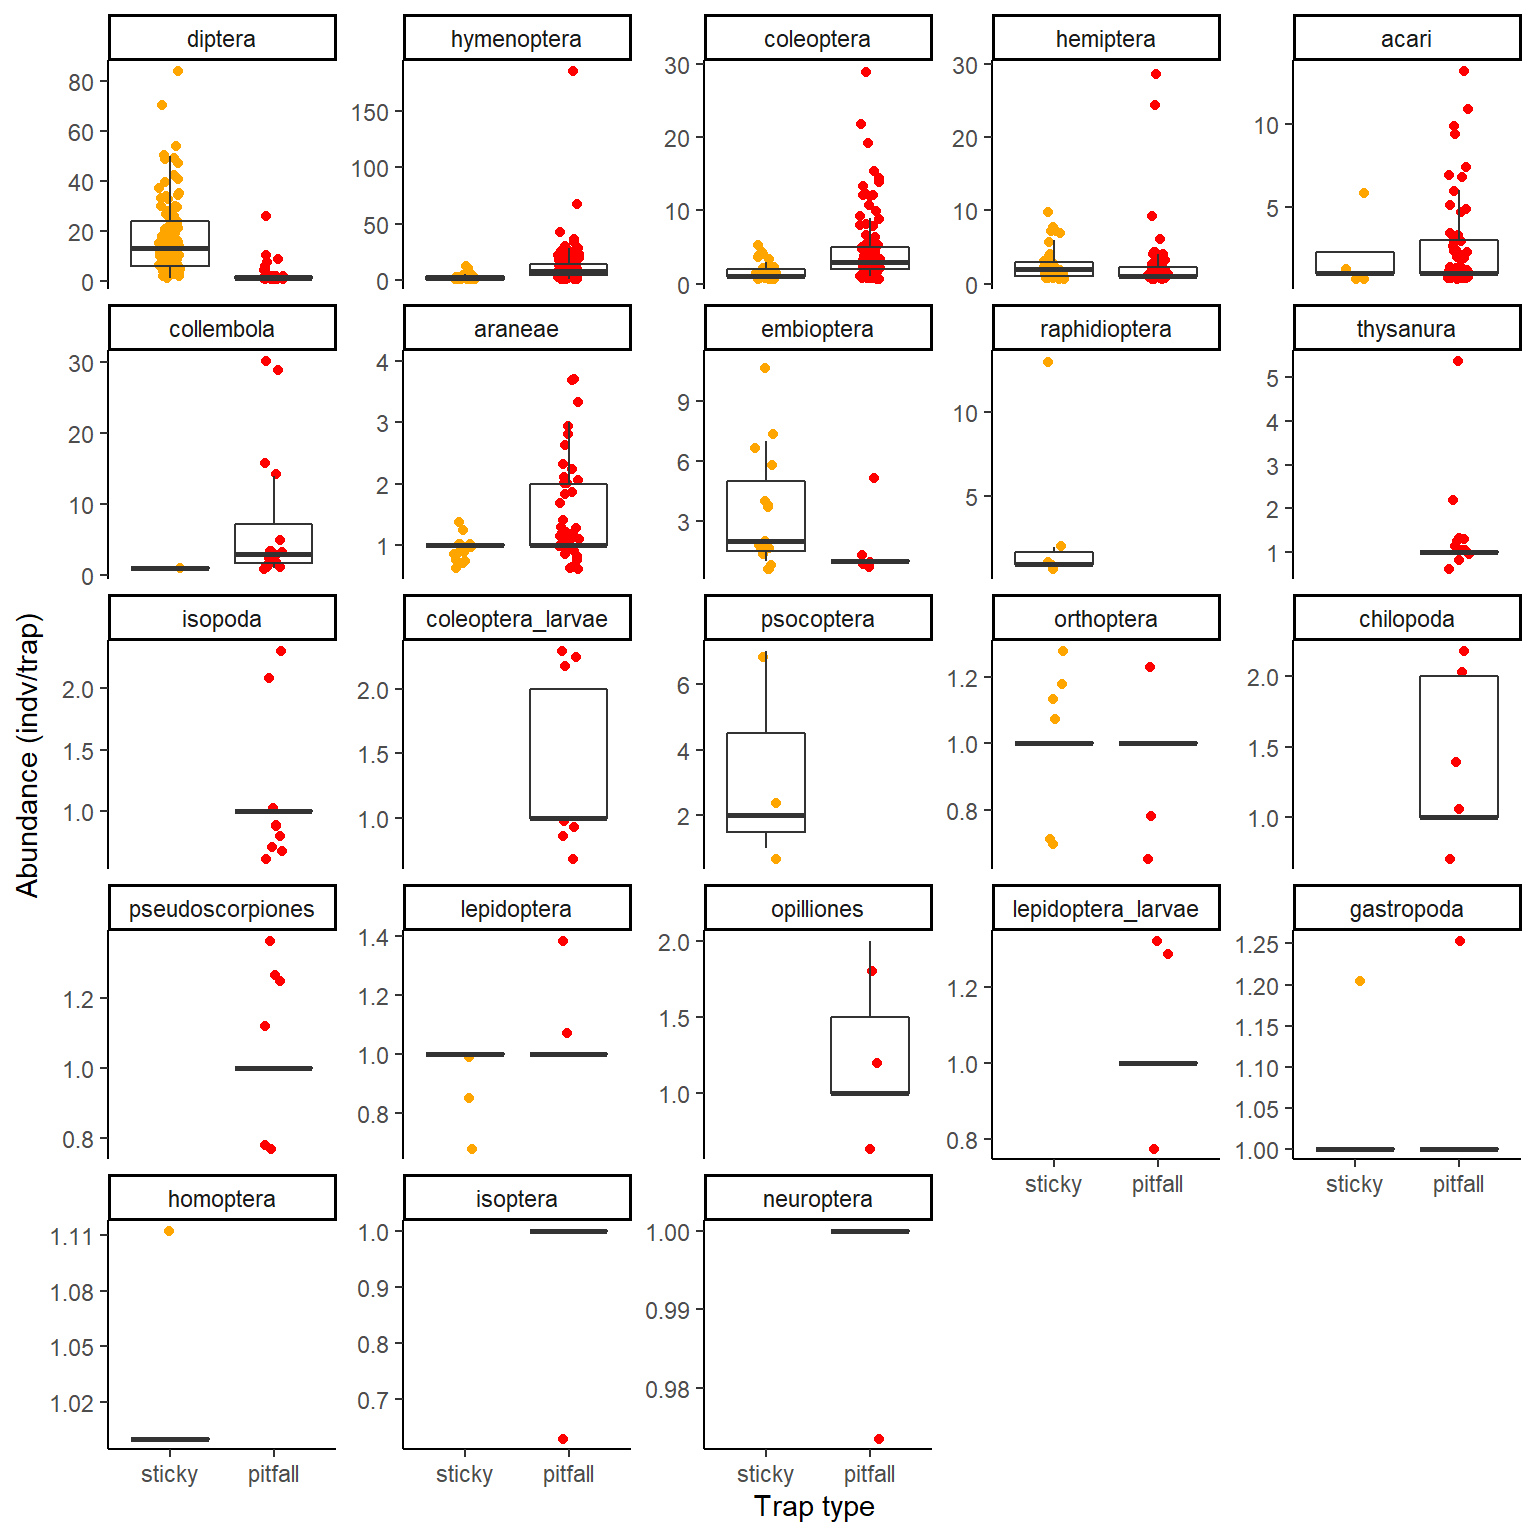 diptera
hymenoptera
coleoptera
hemiptera
acari
80
60
40
20
0
150
100
50
0
30
20
10
0
30
20
10
0
10
5
collembola
araneae
embioptera
raphidioptera
thysanura
30
20
10
0
4
3
2
1
9
6
3
10
5
5
4
3
2
1
isopoda
coleoptera_larvae
psocoptera
orthoptera
chilopoda
2.0
1.5
1.0
2.0
1.5
1.0
6
4
2
1.2
1.0
0.8
2.0
1.5
1.0
Abundance (indv/trap)
pseudoscorpiones
lepidoptera
opilliones
lepidoptera_larvae
gastropoda
1.2
1.0
0.8
1.4
1.2
1.0
0.8
2.0
1.5
1.0
1.2
1.0
0.8
1.25
1.20
1.15
1.10
1.05
1.00
sticky pitfall
sticky pitfall
homoptera
isoptera
neuroptera
1.11
1.08
1.05
1.02
1.0
0.9
0.8
0.7
1.00
0.99
0.98
sticky pitfall
sticky pitfall
sticky pitfall
Trap type